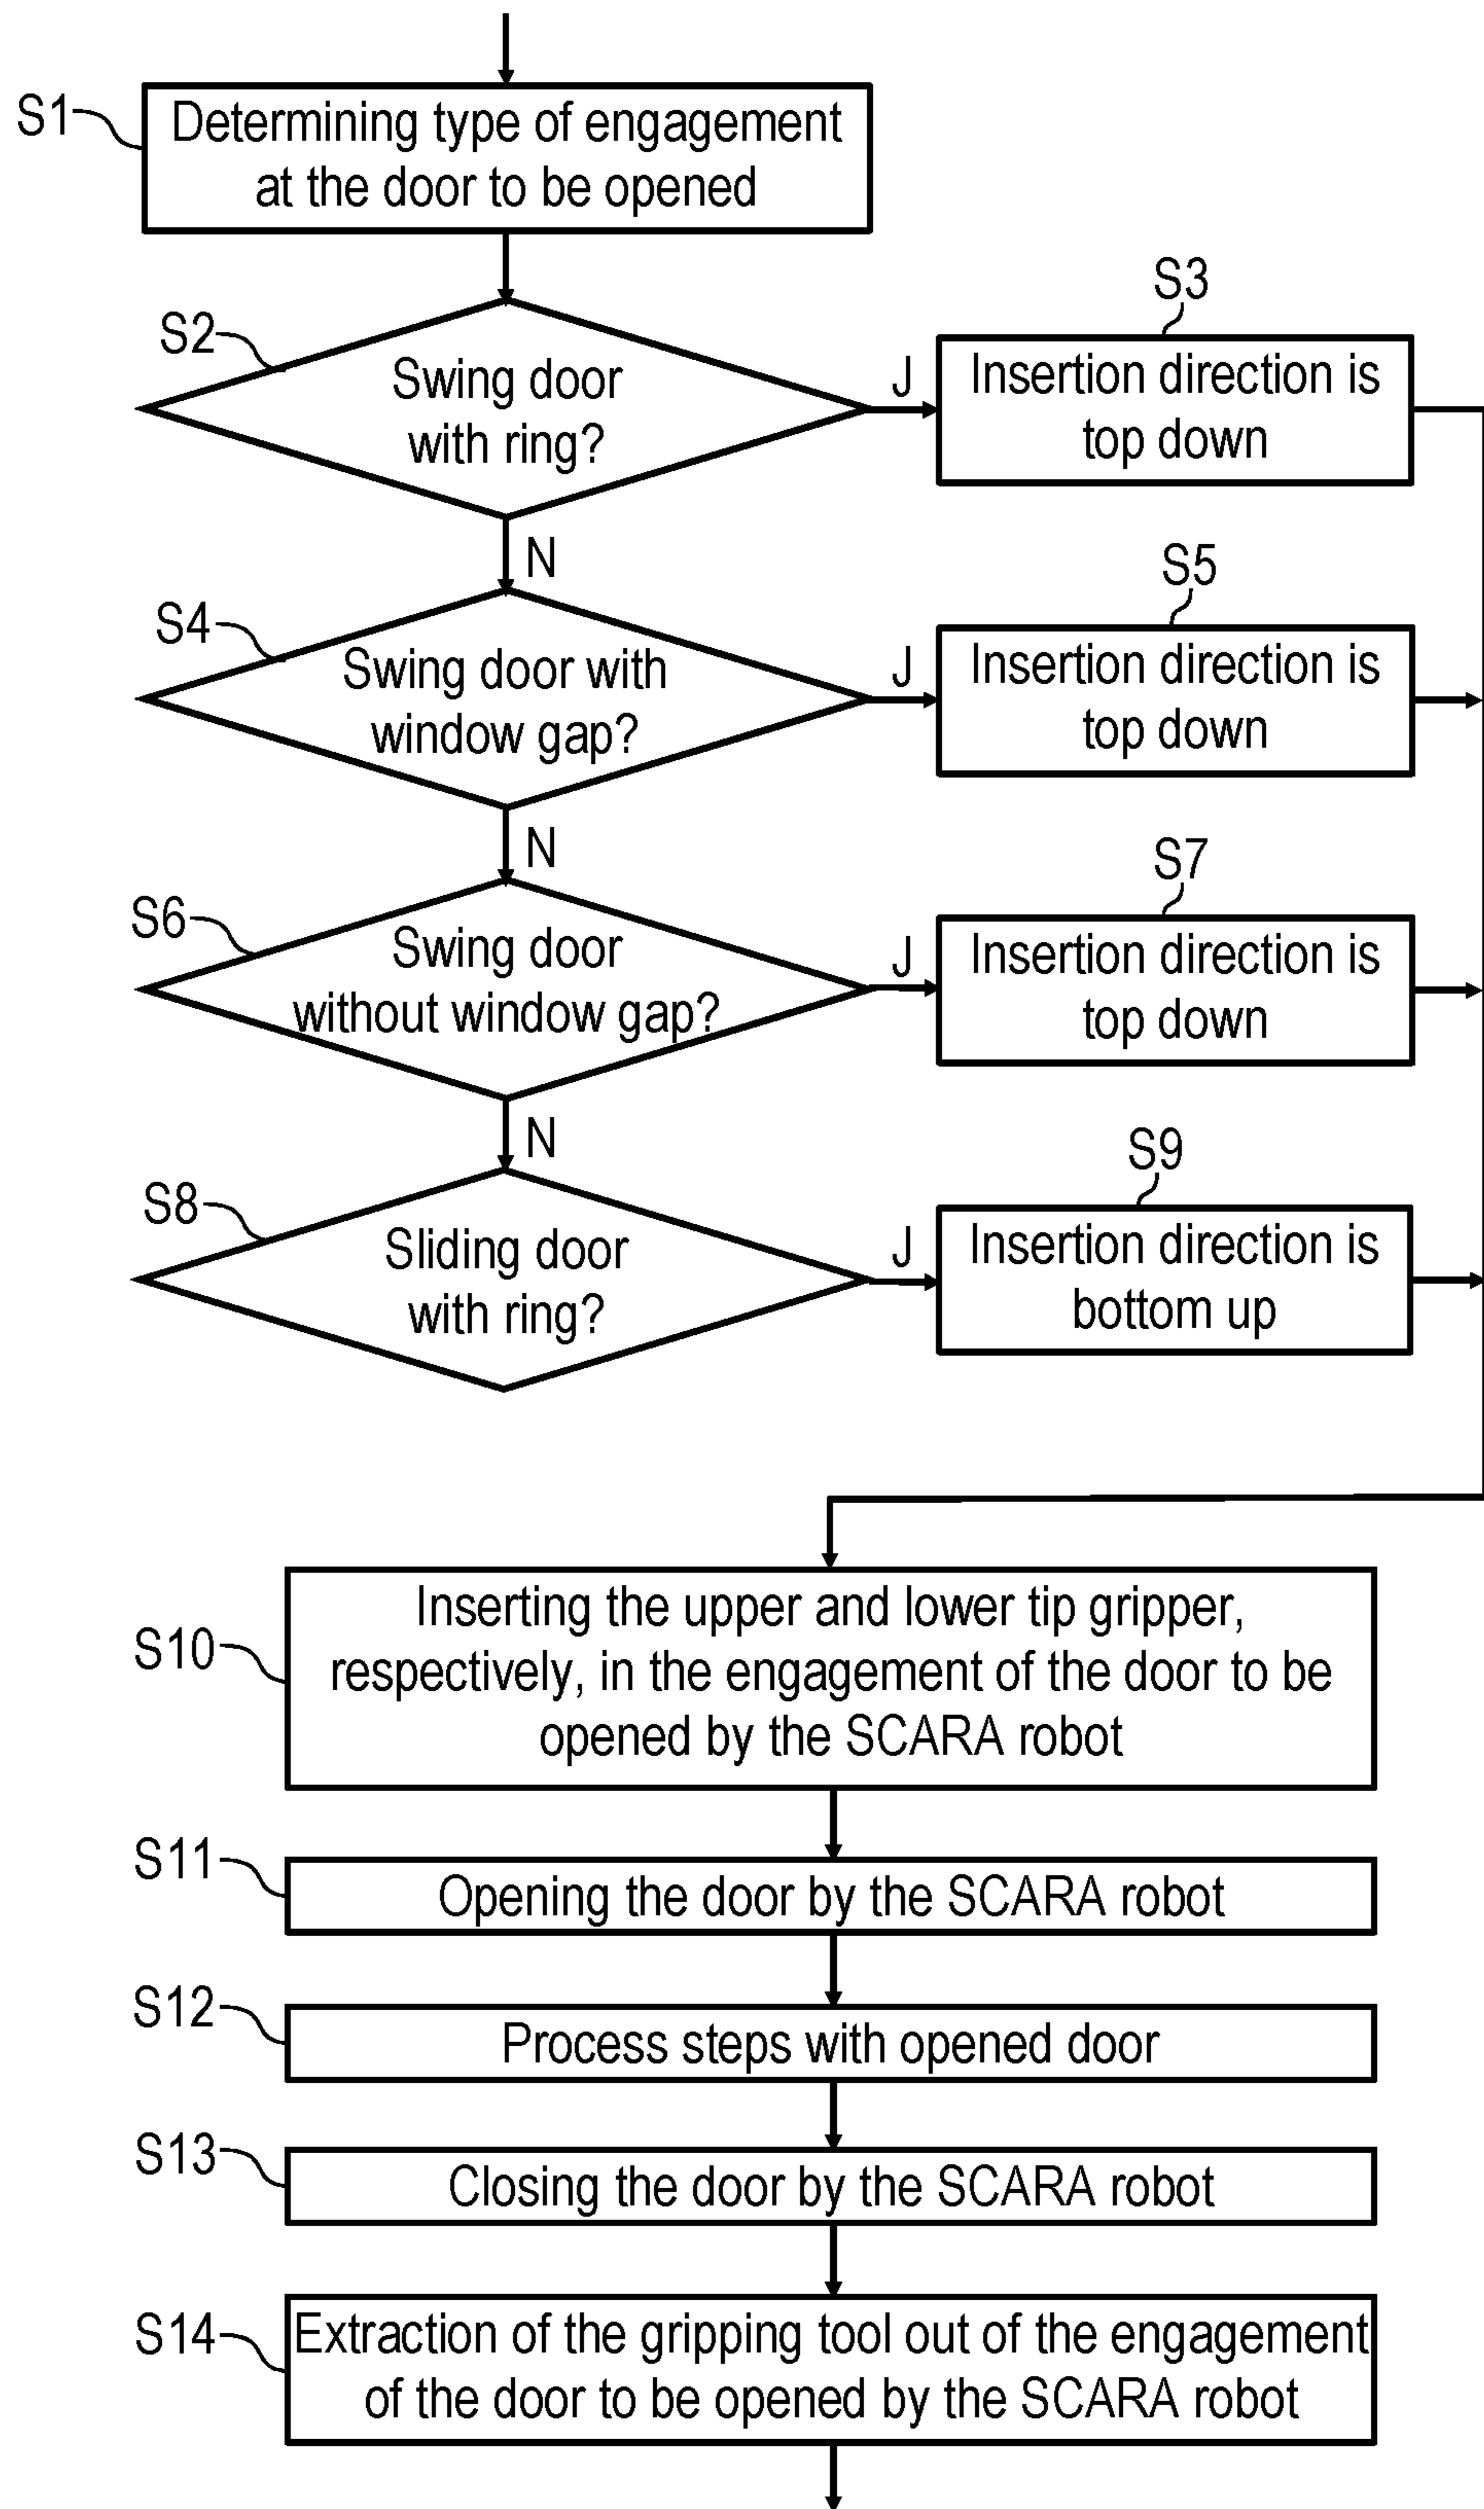 S1
Determining type of engagement
at the door to be opened
S2
Swing door
with ring?
J
S3
Insertion direction is
top down
N
S4
Swing door with
window gap?
J
S5
Insertion direction is
top down
N
S6
Swing door
without window gap?
J
S7
Insertion direction is
top down
N
S8
Sliding door
with ring?
J
S9
Insertion direction is
bottom up
S10
Inserting the upper and lower tip gripper,
respectively, in the engagement of the door to be
opened by the SCARA robot
S11
Opening the door by the SCARA robot
S12
Process steps with opened door
S13
Closing the door by the SCARA robot
S14
Extraction of the gripping tool out of the engagement
of the door to be opened by the SCARA robot